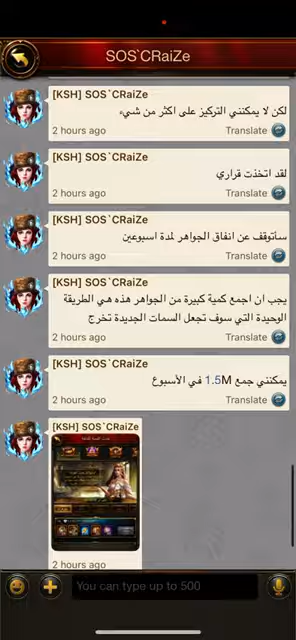 SOS`CRaiZe
[KSH] SOS`CRaiZe
لكن لا يمكنني التركيز على اكثر من شيء
2 hours ago
Translate
[KSH] SOS`CRaiZe
لقد اتخذت قراري
2 hours ago
Translate
[KSH] SOS`CRaiZe
ساتوقف عن انفاق الجواهر لمدة اسبوعين
2 hours ago
Translate
[KSH] SOS`CRaiZe
يجب ان اجمع كمية كبيرة من الجواهر هذه هي الطريقة
الوحيدة التي سوف تجعل السمات الجديدة تخرج
2 hours ago
Translate
[KSH] SOS`CRaiZe
يمكنني جمع 1.5M في الأسبوع
2 hours ago
Translate
[KSH] SOS`CRaiZe
2 hours ago
You can type up to 500